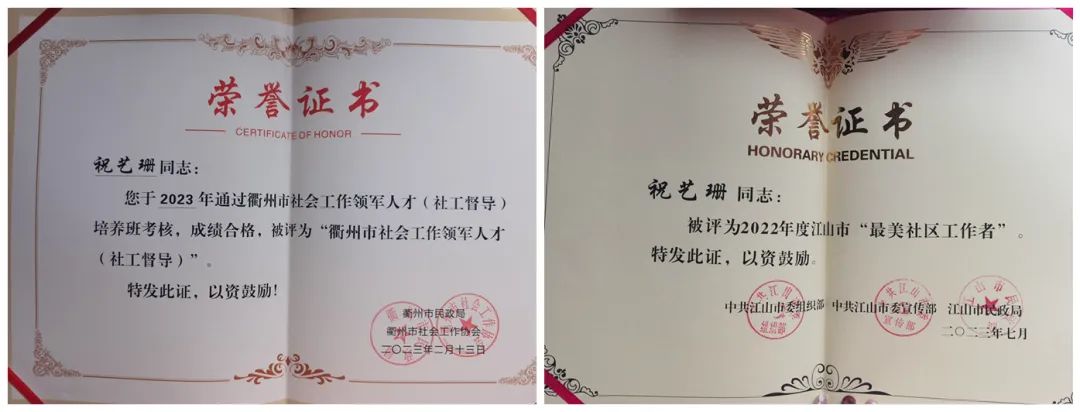 荣誉证书
CERTIFICATE OF HONOR
祝艺珊同志：
您于2023年通过衢州市社会工作领军人才（社工督导）
培养班考核，成绩合格，被评为“衢州市社会工作领军人才
（社工督导）”。
特发此证，以资鼓励！
衢州市民政局
衢州市社会工作协会
二〇二三年二月十三日
荣誉证书
HONORARY CREDENTIAL
祝艺珊同志：
被评为2022年度江山市“最美社区工作者”。
特发此证，以资鼓励。
中共江山市委组织部 中共江山市委宣传部 江山市民政局
二〇二三年七月